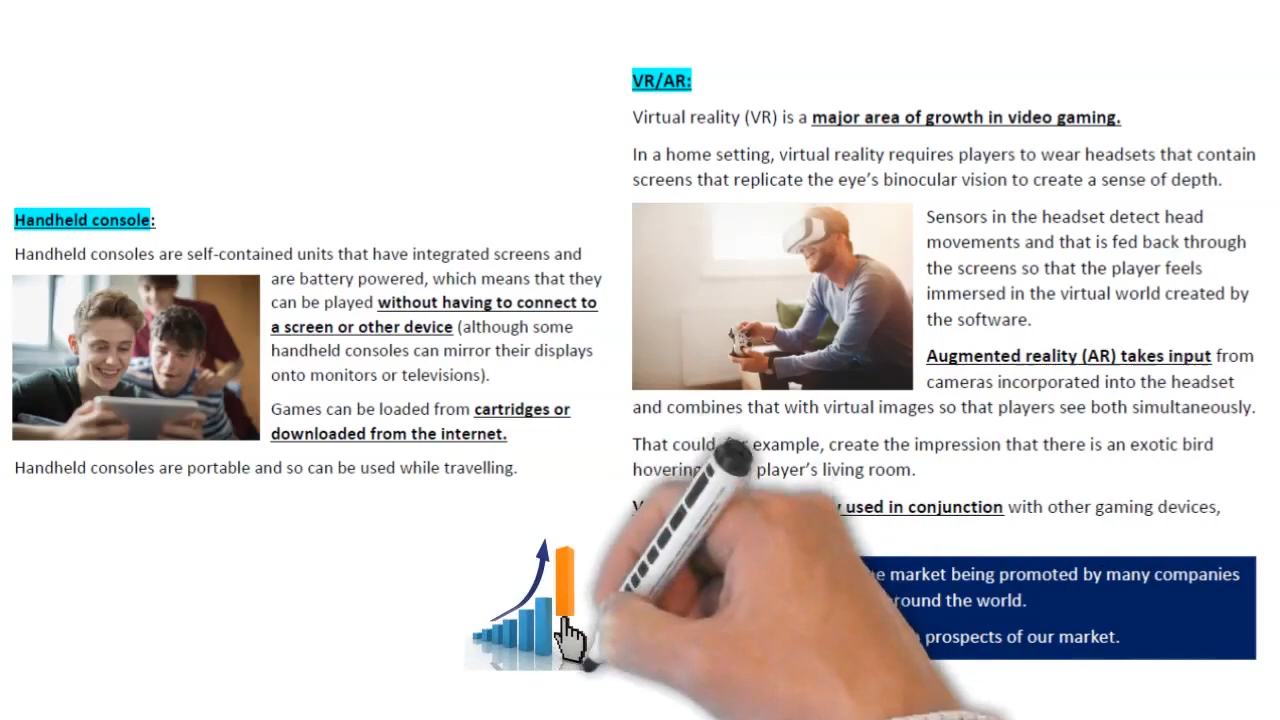 Handheld console:
Handheld consoles are self-contained units that have integrated screens and
are battery powered, which means that they
can be played without having to connect to
a screen or other device (although some
handheld consoles can mirror their displays
onto monitors or televisions).
Games can be loaded from cartridges or
downloaded from the internet.
Handheld consoles are portable and so can be used while travelling.
VR/AR:
Virtual reality (VR) is a major area of growth in video gaming.
In a home setting, virtual reality requires players to wear headsets that contain
screens that replicate the eye's binocular vision to create a sense of depth.
Sensors in the headset detect head
movements and that is fed back through
the screens so that the player feels
immersed in the virtual world created by
the software.
Augmented reality (AR) takes input from
cameras incorporated into the headset
and combines that with virtual images so that players see both simultaneously.
That could, example, create the impression that there is an exotic bird
hovering player's living room.
used in conjunction with other gaming devices,
market being promoted by many companies
around the world.
prospects of our market.